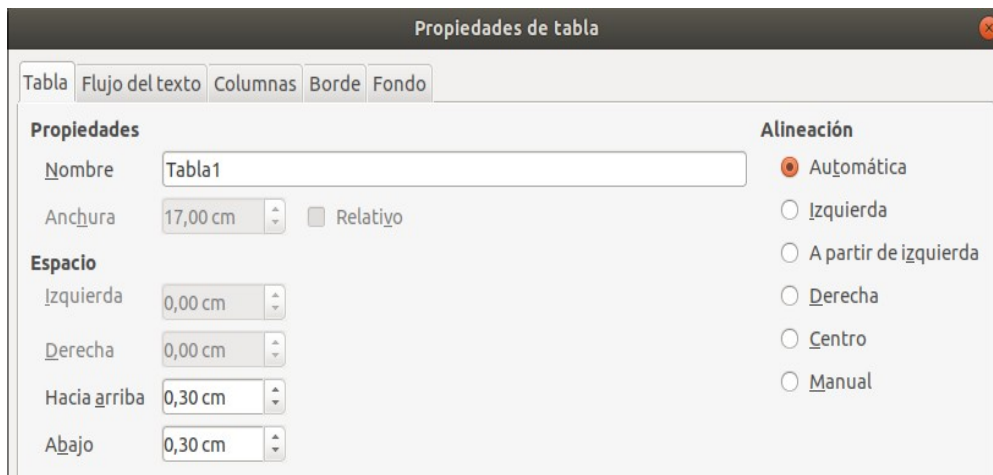 Propiedades de tabla
Tabla Flujo del texto Columnas Borde Fondo
Propiedades
Nombre Tabla1
Anchura 17,00 cm Relativo
Espacio
Izquierda 0,00 cm
Derecha 0,00 cm
Hacia arriba 0,30 cm
Abajo 0,30 cm
Alineación
Automática
Izquierda
A partir de izquierda
Derecha
Centro
Manual